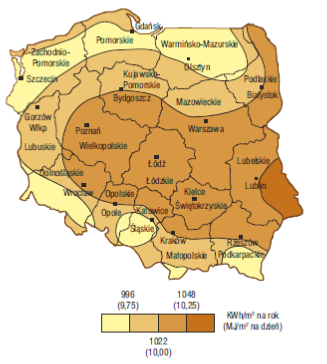 Gdańsk
Pomorskie
Warmińsko-Mazurskie
Zachodnio-
Pomorskie
Olsztyn
Szczecin
Kujawsko-
Pomorskie
Podlaskie
Białystok
Bydgoszcz
Mazowieckie
Gorzów
Wlkp
Poznań
Warszawa
Lubuskie
Wielkopolskie
Łódź
Lubelskie
Dolnośląskie
Łódzkie
Lublin
Wrocław
Opolskie
Kielce
Opole
Katowice
Świętokrzyskie
Śląskie
Kraków
Rzeszów
Małopolskie
Podkarpackie
996
(9,75)
1048
(10,25)
KWh/m² na rok
(MJ/m² na dzień)
1022
(10,00)